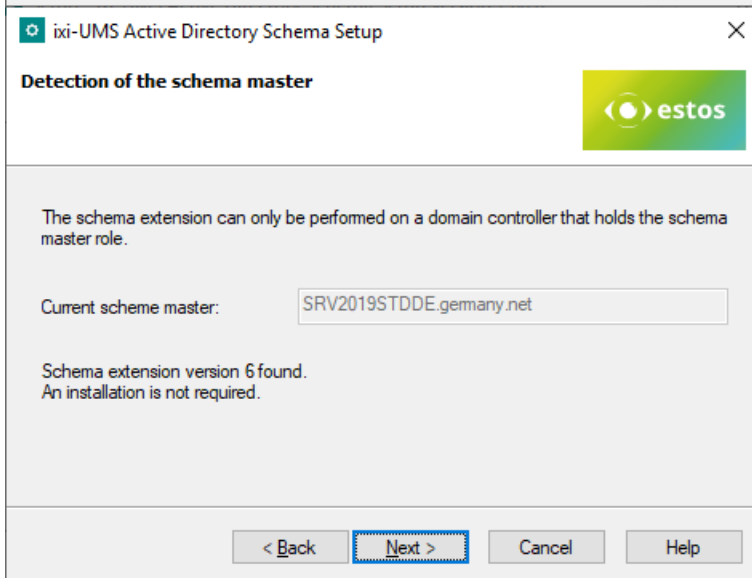 ixi-UMS Active Directory Schema Setup
Detection of the schema master
estos
The schema extension can only be performed on a domain controller that holds the schema
master role.
Current scheme master:
SRV2019STDDE.germany.net
Schema extension version 6 found.
An installation is not required.
< Back
Next >
Cancel
Help